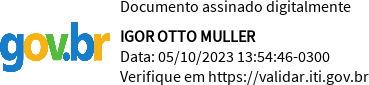 Documento assinado digitalmente
gov.br
IGOR OTTO MULLER
Data: 05/10/2023 13:54:46-0300
Verifique em https://validar.iti.gov.br